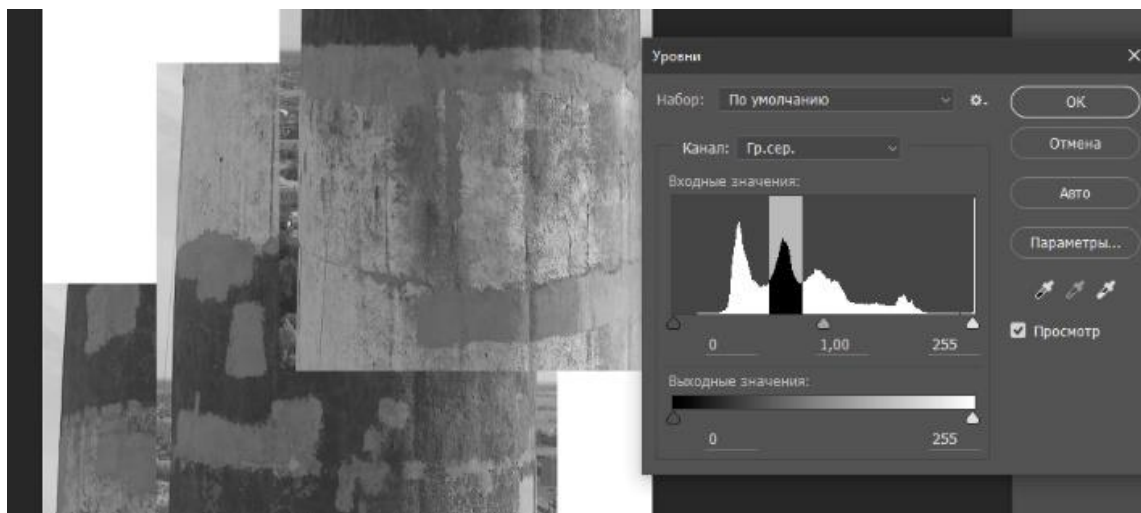 Уровни
Набор: По умолчанию
ОК
Канал: Гр.сер.
Отмена
Входные значения:
Авто
Параметры...
Просмотр
0 1,00 255
Выходные значения:
0 255